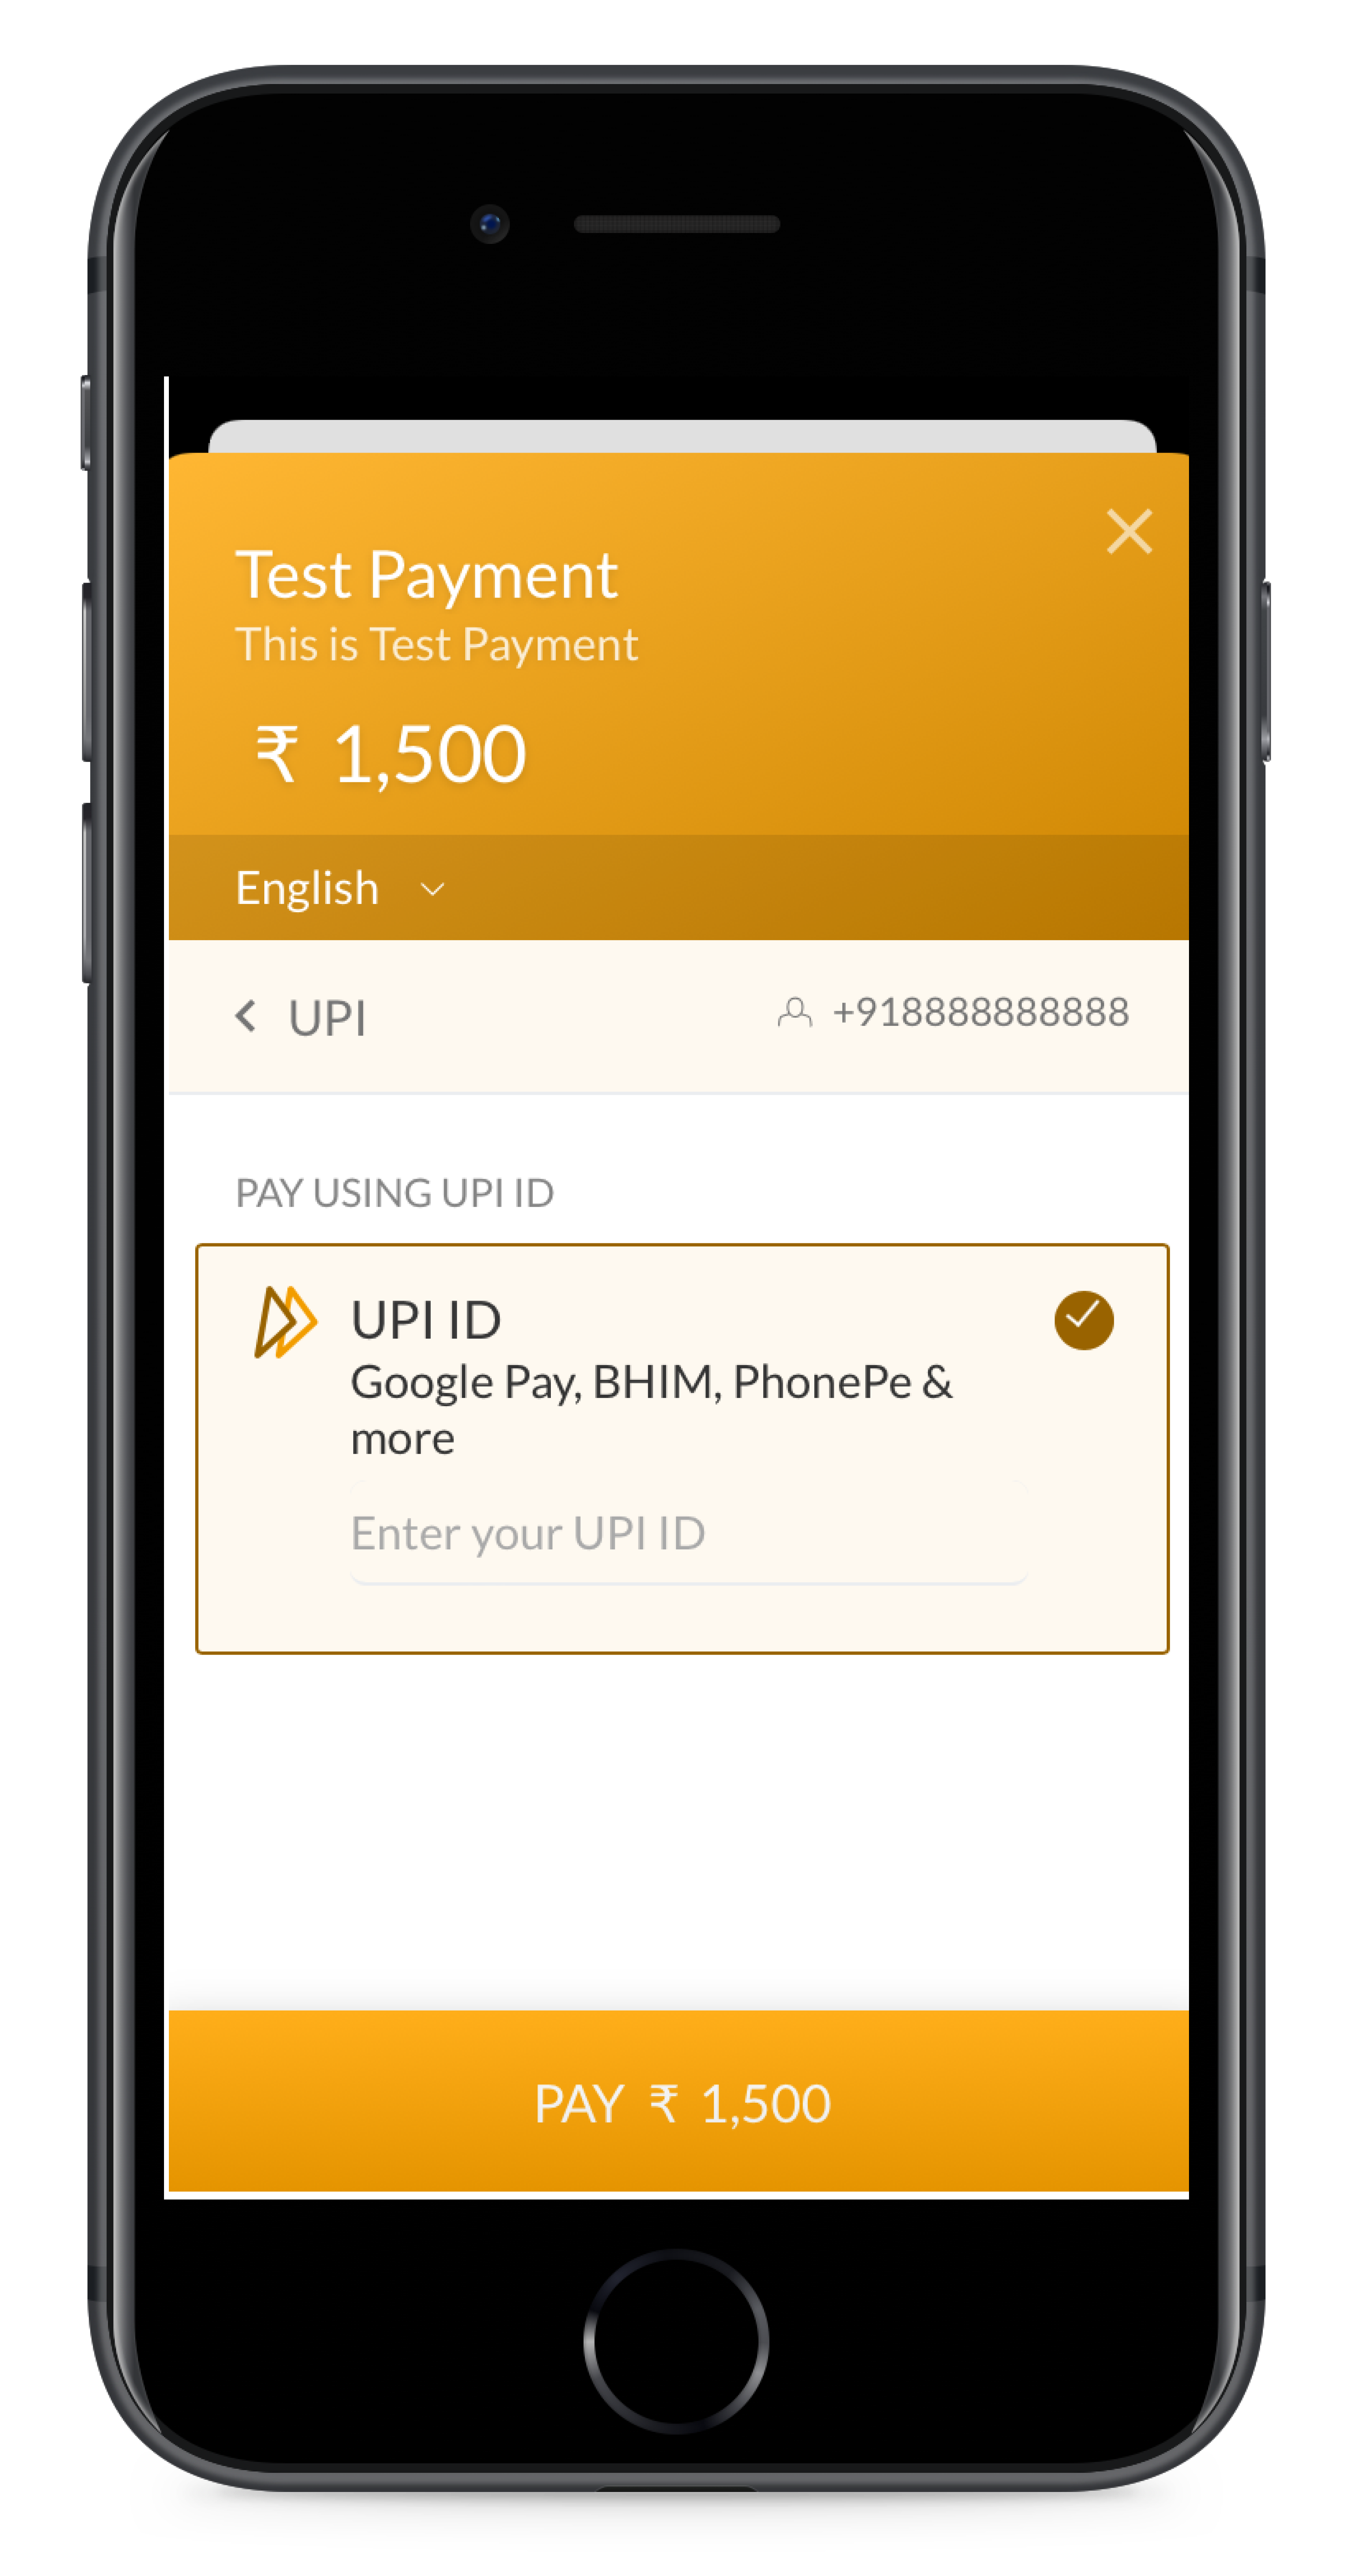 Test Payment
This is Test Payment
₹ 1,500
English
UPI
+918888888888
PAY USING UPI ID
UPI ID
Google Pay, BHIM, PhonePe &
more
Enter your UPI ID
PAY ₹ 1,500